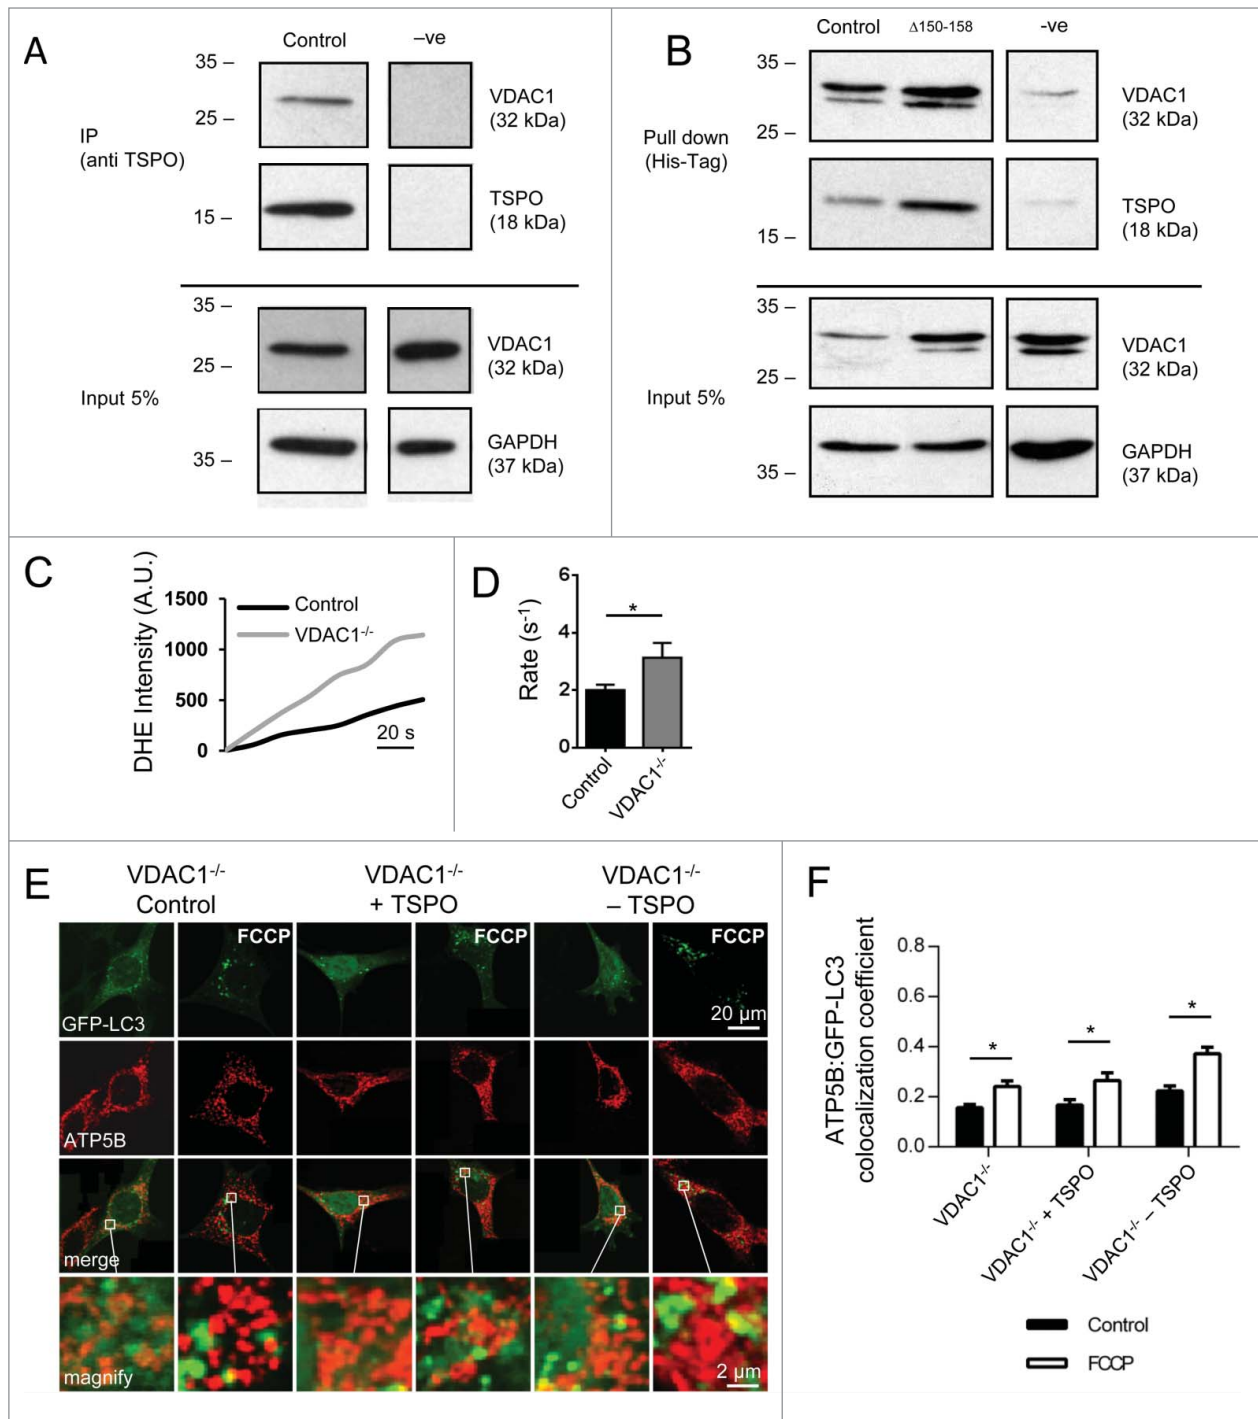 A
Control
–ve
35 –
25 –
VDAC1
(32 kDa)
IP
(anti TSPO)
15 –
TSPO
(18 kDa)
35 –
25 –
VDAC1
(32 kDa)
Input 5%
35 –
GAPDH
(37 kDa)
B
Control
Δ150-158
-ve
35 –
25 –
VDAC1
(32 kDa)
Pull down
(His-Tag)
15 –
TSPO
(18 kDa)
35 –
25 –
VDAC1
(32 kDa)
Input 5%
35 –
GAPDH
(37 kDa)
C
DHE Intensity (A.U.)
1500
1000
500
0
Control
VDAC1-/-
20 s
D
Rate (s-1)
6
4
2
0
*
Control
VDAC1-/-
E
VDAC1-/-
Control
VDAC1-/-
+ TSPO
VDAC1-/-
– TSPO
FCCP
FCCP
FCCP
GFP-LC3
20 µm
ATP5B
merge
magnify
2 µm
F
ATP5B:GFP-LC3
colocalization coefficient
0.8
0.6
0.4
0.2
0.0
*
*
*
VDAC1-/-
VDAC1-/- + TSPO
VDAC1-/- – TSPO
Control
FCCP